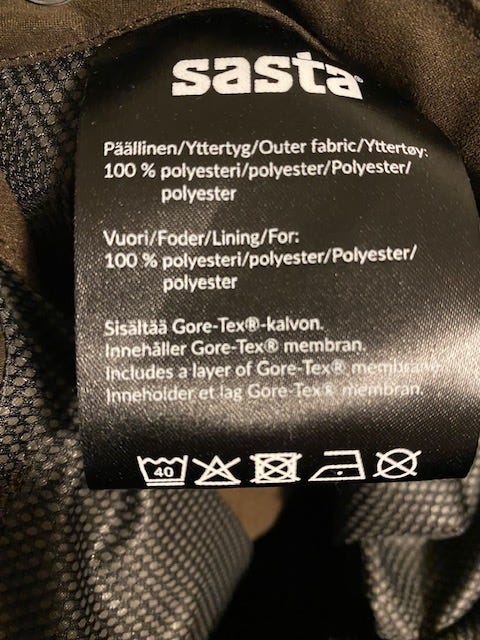 sasta®
Päällinen/Yttertyg/Outer fabric/Yttertøy:
100 % polyesteri/polyester/Polyester/
polyester
Vuori/Foder/Lining/For:
100 % polyesteri/polyester/Polyester/
polyester
Sisältää Gore-Tex®-kalvon.
Innehåller Gore-Tex® membran.
Includes a layer of Gore-Tex® membrane.
Inneholder et lag Gore-Tex® membran.
40